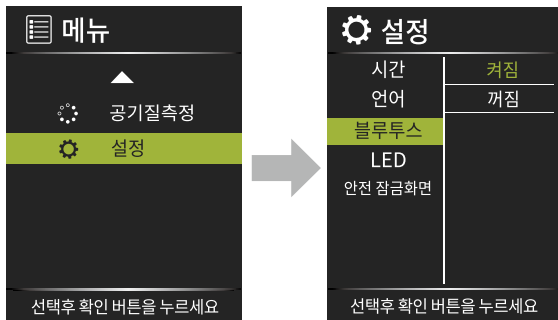 메뉴
공기질측정
설정
선택후 확인 버튼을 누르세요
설정
시간
켜짐
언어
꺼짐
블루투스
LED
안전 잠금화면
선택후 확인 버튼을 누르세요